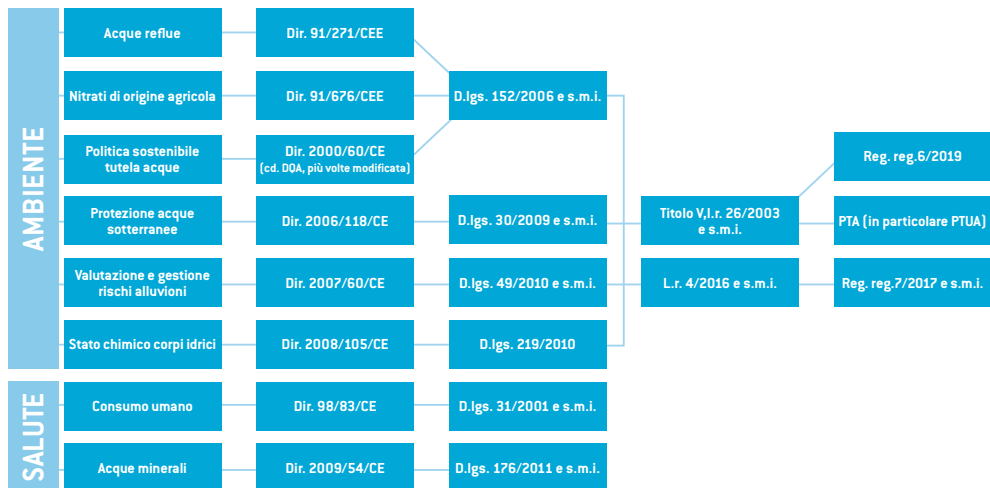 AMBIENTE
Acque reflue
Dir. 91/271/CEE
Nitrati di origine agricola
Dir. 91/676/CEE
D.lgs. 152/2006 e s.m.i.
Politica sostenibile
tutela acque
Dir. 2000/60/CE
(cd. DQA, più volte modificata)
Reg. reg.6/2019
Protezione acque
sotterranee
Dir. 2006/118/CE
D.lgs. 30/2009 e s.m.i.
Titolo V,l.r. 26/2003
e s.m.i.
PTA (in particolare PTUA)
Valutazione e gestione
rischi alluvioni
Dir. 2007/60/CE
D.lgs. 49/2010 e s.m.i.
L.r. 4/2016 e s.m.i.
Reg. reg.7/2017 e s.m.i.
Stato chimico corpi idrici
Dir. 2008/105/CE
D.lgs. 219/2010
SALUTE
Consumo umano
Dir. 98/83/CE
D.lgs. 31/2001 e s.m.i.
Acque minerali
Dir. 2009/54/CE
D.lgs. 176/2011 e s.m.i.